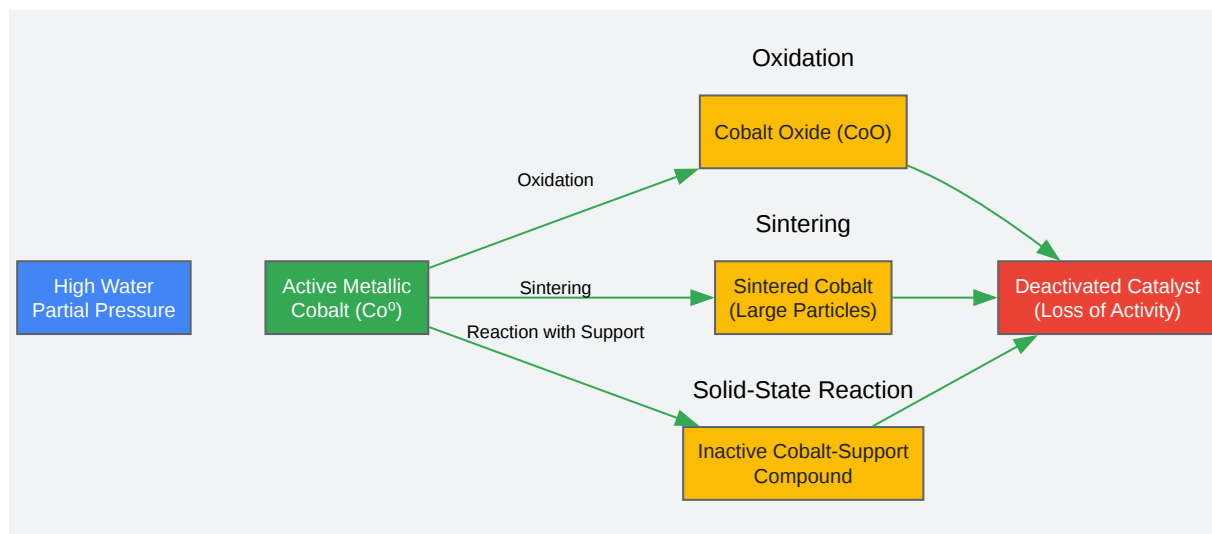 Oxidation
Cobalt Oxide (CoO)
Oxidation
Sintering
High Water
Partial Pressure
Active Metallic
Cobalt (Co⁰)
Sintering
Sintered Cobalt
(Large Particles)
Deactivated Catalyst
(Loss of Activity)
Reaction with Support
Solid-State Reaction
Inactive Cobalt-Support
Compound